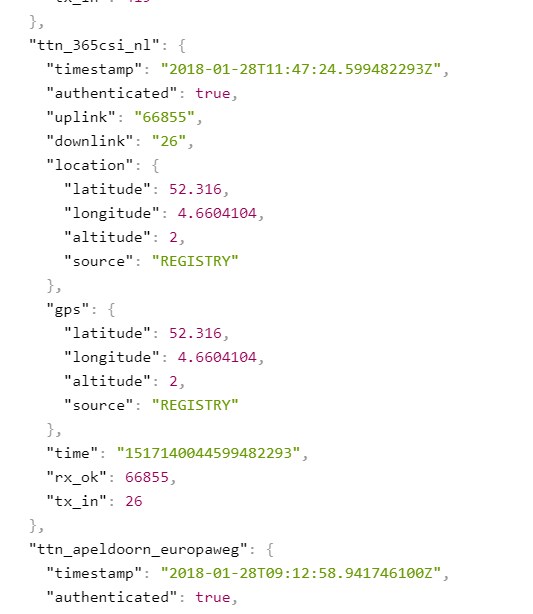 },
"ttn_365csi_nl": {
"timestamp": "2018-01-28T11:47:24.599482293Z",
"authenticated": true,
"uplink": "66855",
"downlink": "26",
"location": {
"latitude": 52.316,
"longitude": 4.6604104,
"altitude": 2,
"source": "REGISTRY"
},
"gps": {
"latitude": 52.316,
"longitude": 4.6604104,
"altitude": 2,
"source": "REGISTRY"
},
"time": "1517140044599482293",
"rx_ok": 66855,
"tx_in": 26
},
"ttn_apeldoorn_europaweg": {
"timestamp": "2018-01-28T09:12:58.941746100Z",
"authenticated": true,